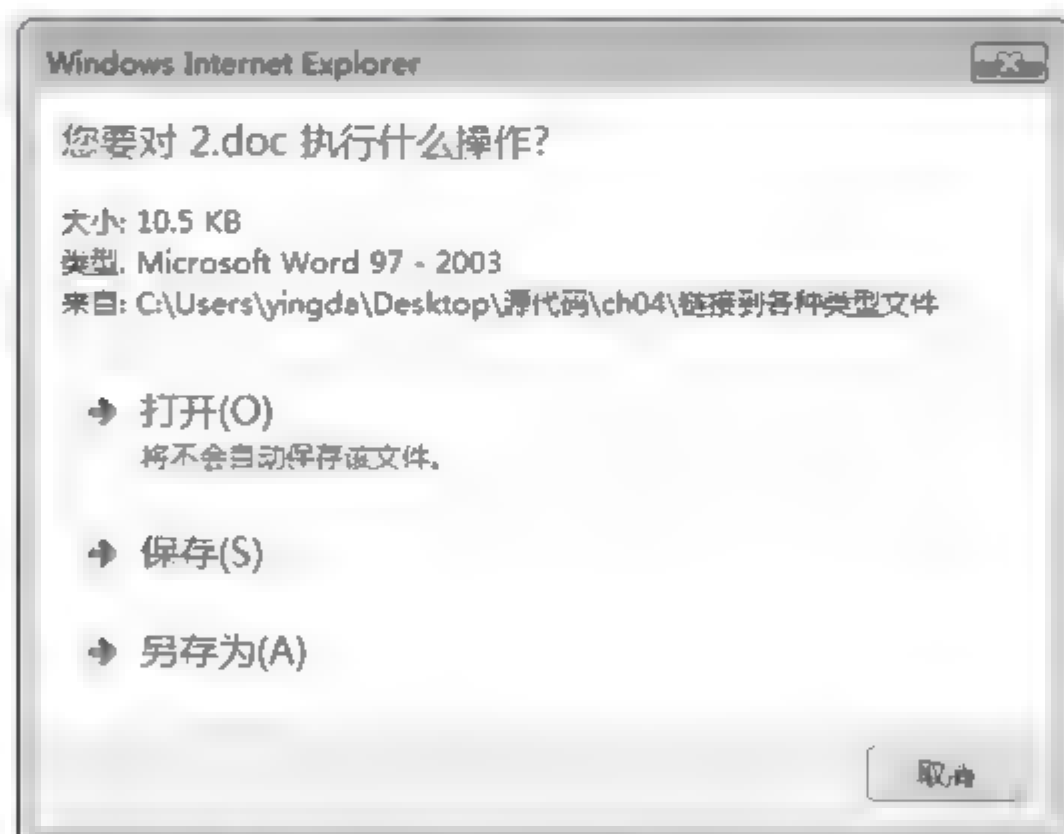 Windows Internet Explorer
您要对 2.doc 执行什么操作?
大小: 10.5 KB
类型: Microsoft Word 97 - 2003
来自: C:\Users\yingda\Desktop\源代码\ch04\链接到各种类型文件
打开(O)
将不会自动保存该文件。
保存(S)
另存为(A)
取消